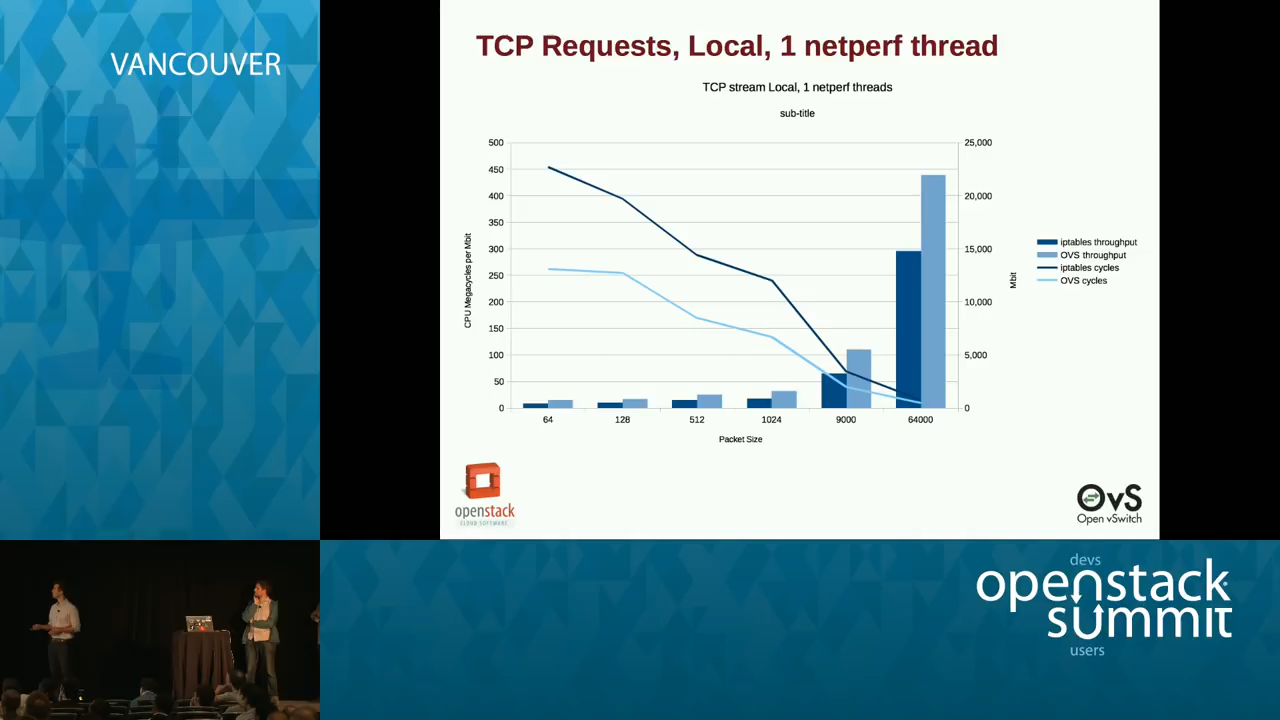 VANCOUVER
TCP Requests, Local, 1 netperf thread
TCP stream Local, 1 netperf threads
sub-title
CPU Megacycles per Mbit
500
450
400
350
300
250
200
150
100
50
0
25,000
20,000
15,000
10,000
5,000
0
Mbit
64 128 512 1024 9000 64000
Packet Size
iptables throughput
OVS throughput
iptables cycles
OVS cycles
openstack
CLOUD SOFTWARE
OvS
Open vSwitch
devs
openstack
summit
users